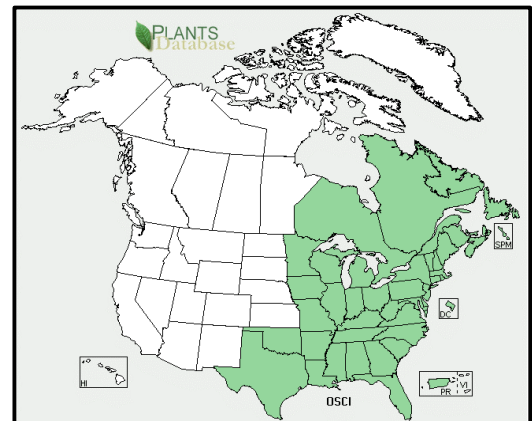 PLANTS
Database
SPM
DC
HI
PR
VI
OSCI